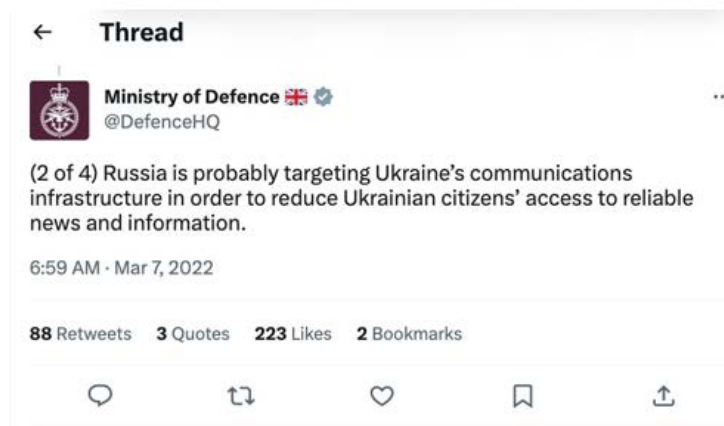 Thread
Ministry of Defence 🇬🇧
@DefenceHQ
(2 of 4) Russia is probably targeting Ukraine’s communications
infrastructure in order to reduce Ukrainian citizens’ access to reliable
news and information.
6:59 AM · Mar 7, 2022
88 Retweets 3 Quotes 223 Likes 2 Bookmarks